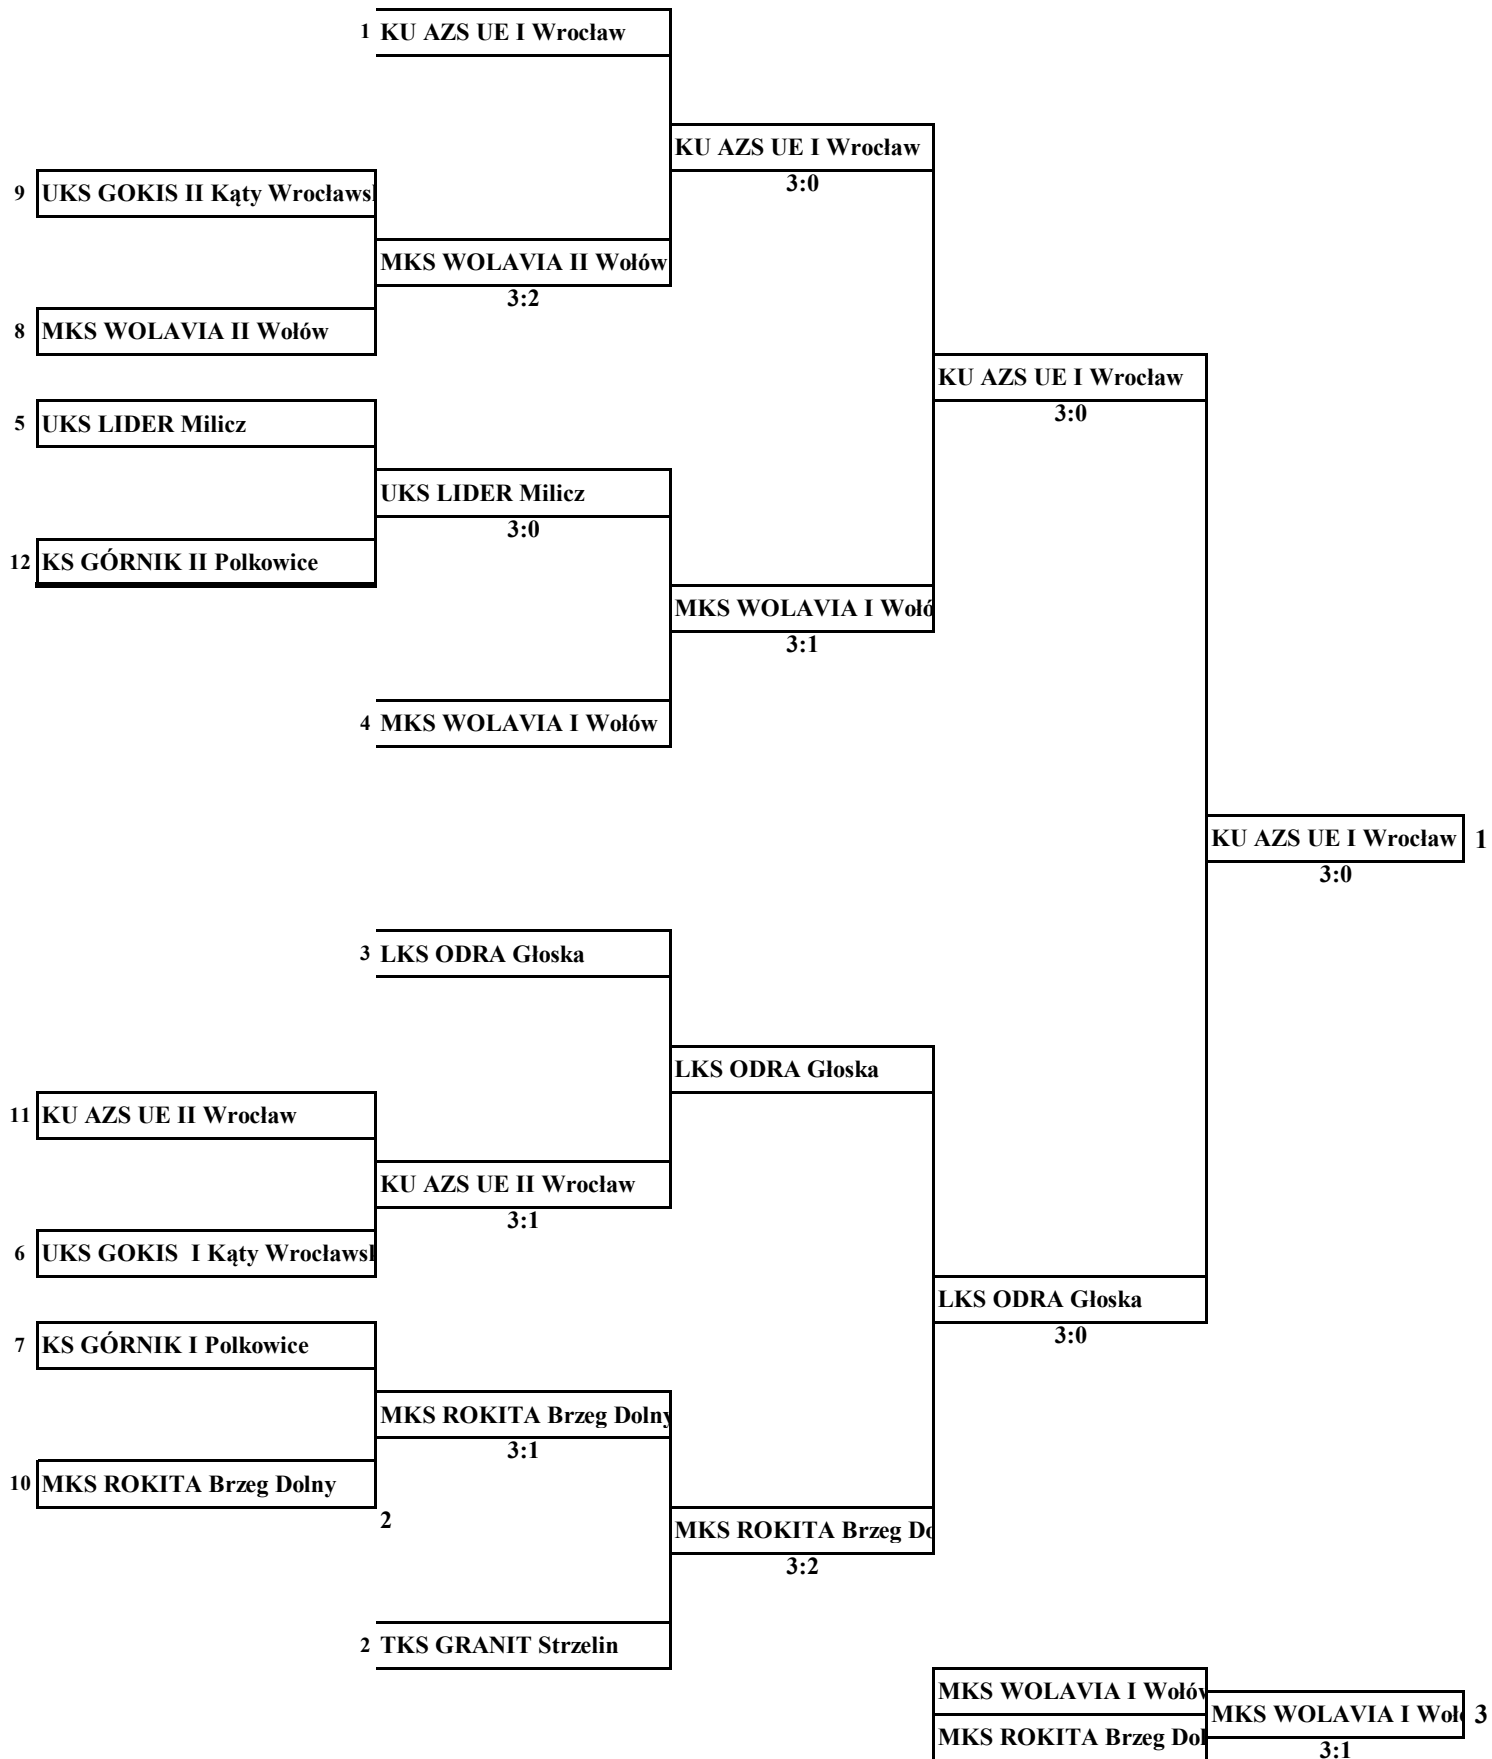 1 KU AZS UE I Wrocław
KU AZS UE I Wrocław
3:0
9 UKS GOKIS II Kąty Wrocławsk
MKS WOLAVIA II Wołów
3:2
8 MKS WOLAVIA II Wołów
KU AZS UE I Wrocław
3:0
5 UKS LIDER Milicz
UKS LIDER Milicz
3:0
12 KS GÓRNIK II Polkowice
MKS WOLAVIA I Wołó
3:1
4 MKS WOLAVIA I Wołów
KU AZS UE I Wrocław 1
3:0
3 LKS ODRA Głoska
LKS ODRA Głoska
11 KU AZS UE II Wrocław
KU AZS UE II Wrocław
3:1
6 UKS GOKIS I Kąty Wrocławsk
LKS ODRA Głoska
3:0
7 KS GÓRNIK I Polkowice
MKS ROKITA Brzeg Dolny
3:1
10 MKS ROKITA Brzeg Dolny
2
MKS ROKITA Brzeg Do
3:2
2 TKS GRANIT Strzelin
MKS WOLAVIA I Wołów
MKS WOLAVIA I Woł 3
MKS ROKITA Brzeg Dol
3:1